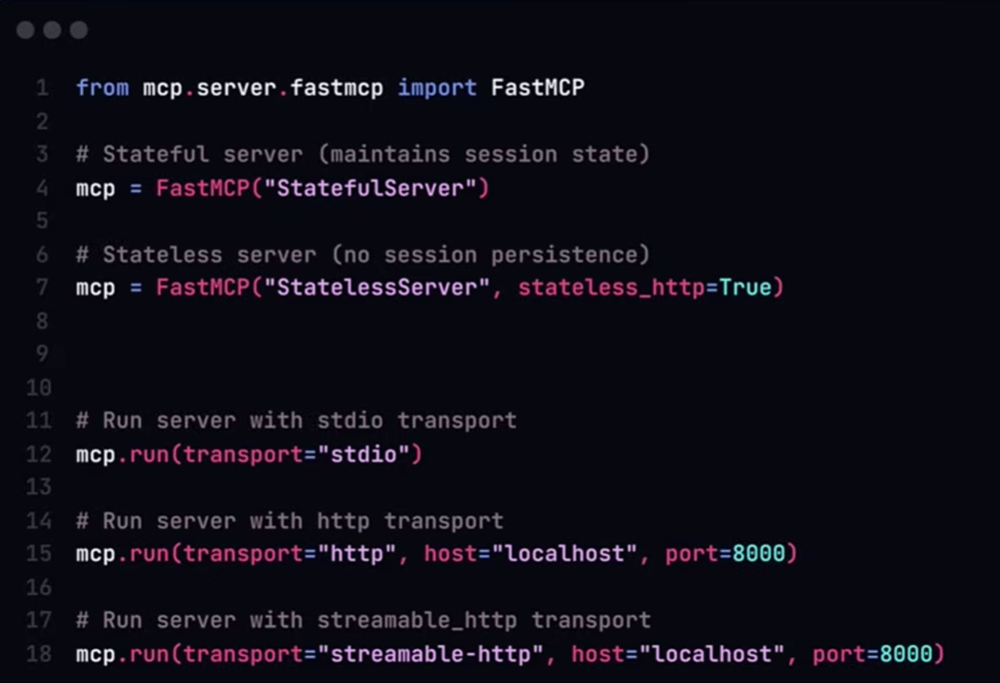 1 from mcp.server.fastmcp import FastMCP
2
3 # Stateful server (maintains session state)
4 mcp = FastMCP("StatefulServer")
5
6 # Stateless server (no session persistence)
7 mcp = FastMCP("StatelessServer", stateless_http=True)
8
9
10
11 # Run server with stdio transport
12 mcp.run(transport="stdio")
13
14 # Run server with http transport
15 mcp.run(transport="http", host="localhost", port=8000)
16
17 # Run server with streamable_http transport
18 mcp.run(transport="streamable-http", host="localhost", port=8000)